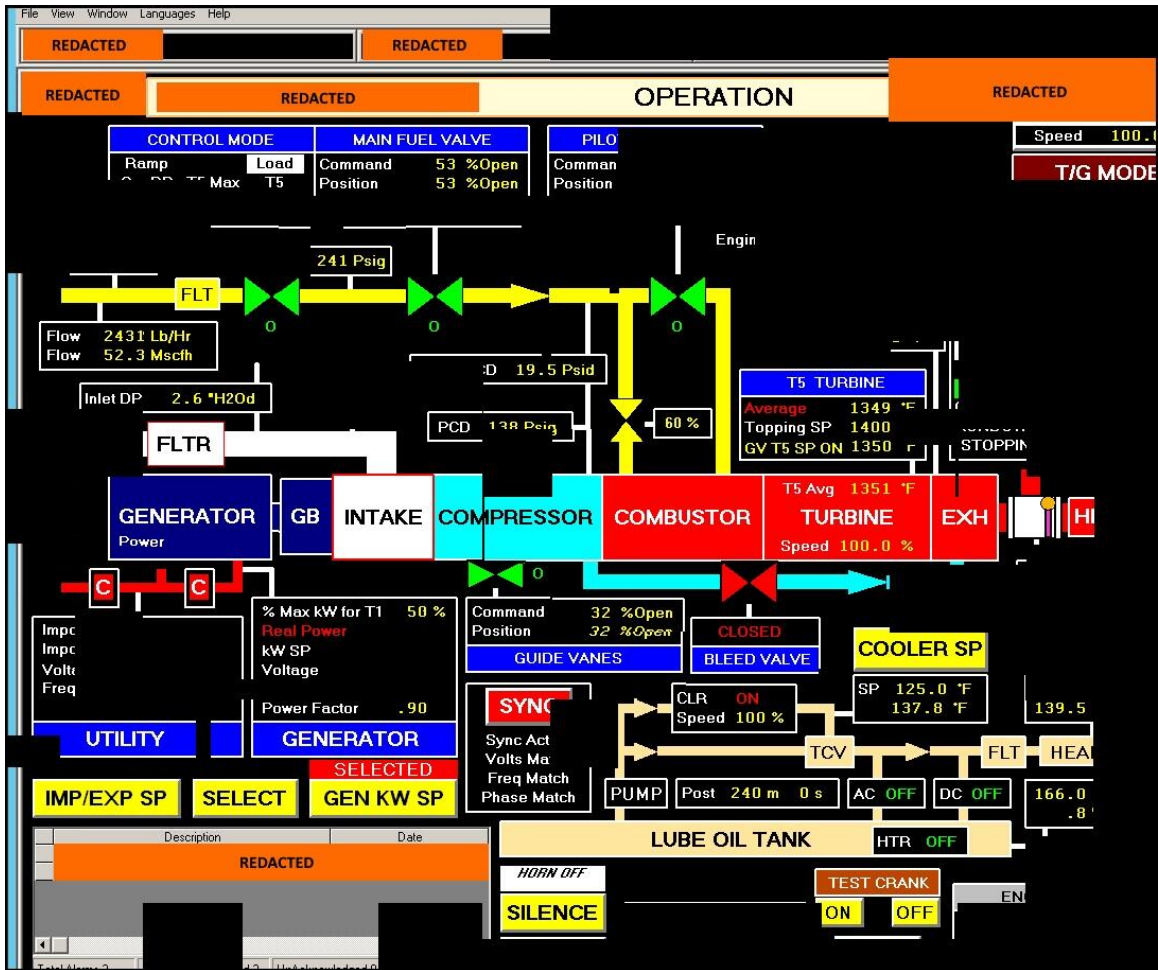 File View Window Languages Help
REDACTED REDACTED
REDACTED REDACTED OPERATION REDACTED
CONTROL MODE MAIN FUEL VALVE
Ramp Load Command 53 %Open Speed
Max T5 Position 53 %Open Position
T/G MODE
241 Psig
FLT
O O O
Flow 2431 Lb/Hr
Flow 52.3 Mscfh
19.5 Psid
T5 TURBINE
Inlet DP 2.6 "H2Od
Average 1349 °F
PCD 138 Psig 60 % Topping SP 1400
FLTR GV T5 SP ON 1350
T5 Avg 1351 °F
GENERATOR GB INTAKE COMPRESSOR COMBUSTOR TURBINE EXH
Power Speed 100.0 %
O
C C
% Max kW for T1 50 % Command 32 %Open
Real Power Position 32 %Open CLOSED
kW SP GUIDE VANES BLEED VALVE COOLER SP
Voltage
SP 125.0 °F
CLR ON 137.8 °F 139.5
Power Factor .90 Speed 100 %
UTILITY GENERATOR Sync Act TCV FLT
SELECTED Volts
Freq Match
IMP/EXP SP SELECT GEN KW SP Phase Match PUMP Post 240 m 0 s AC OFF DC OFF 166.0
.8
Description Date LUBE OIL TANK HTR OFF
REDACTED HORN OFF TEST CRANK
SILENCE ON OFF